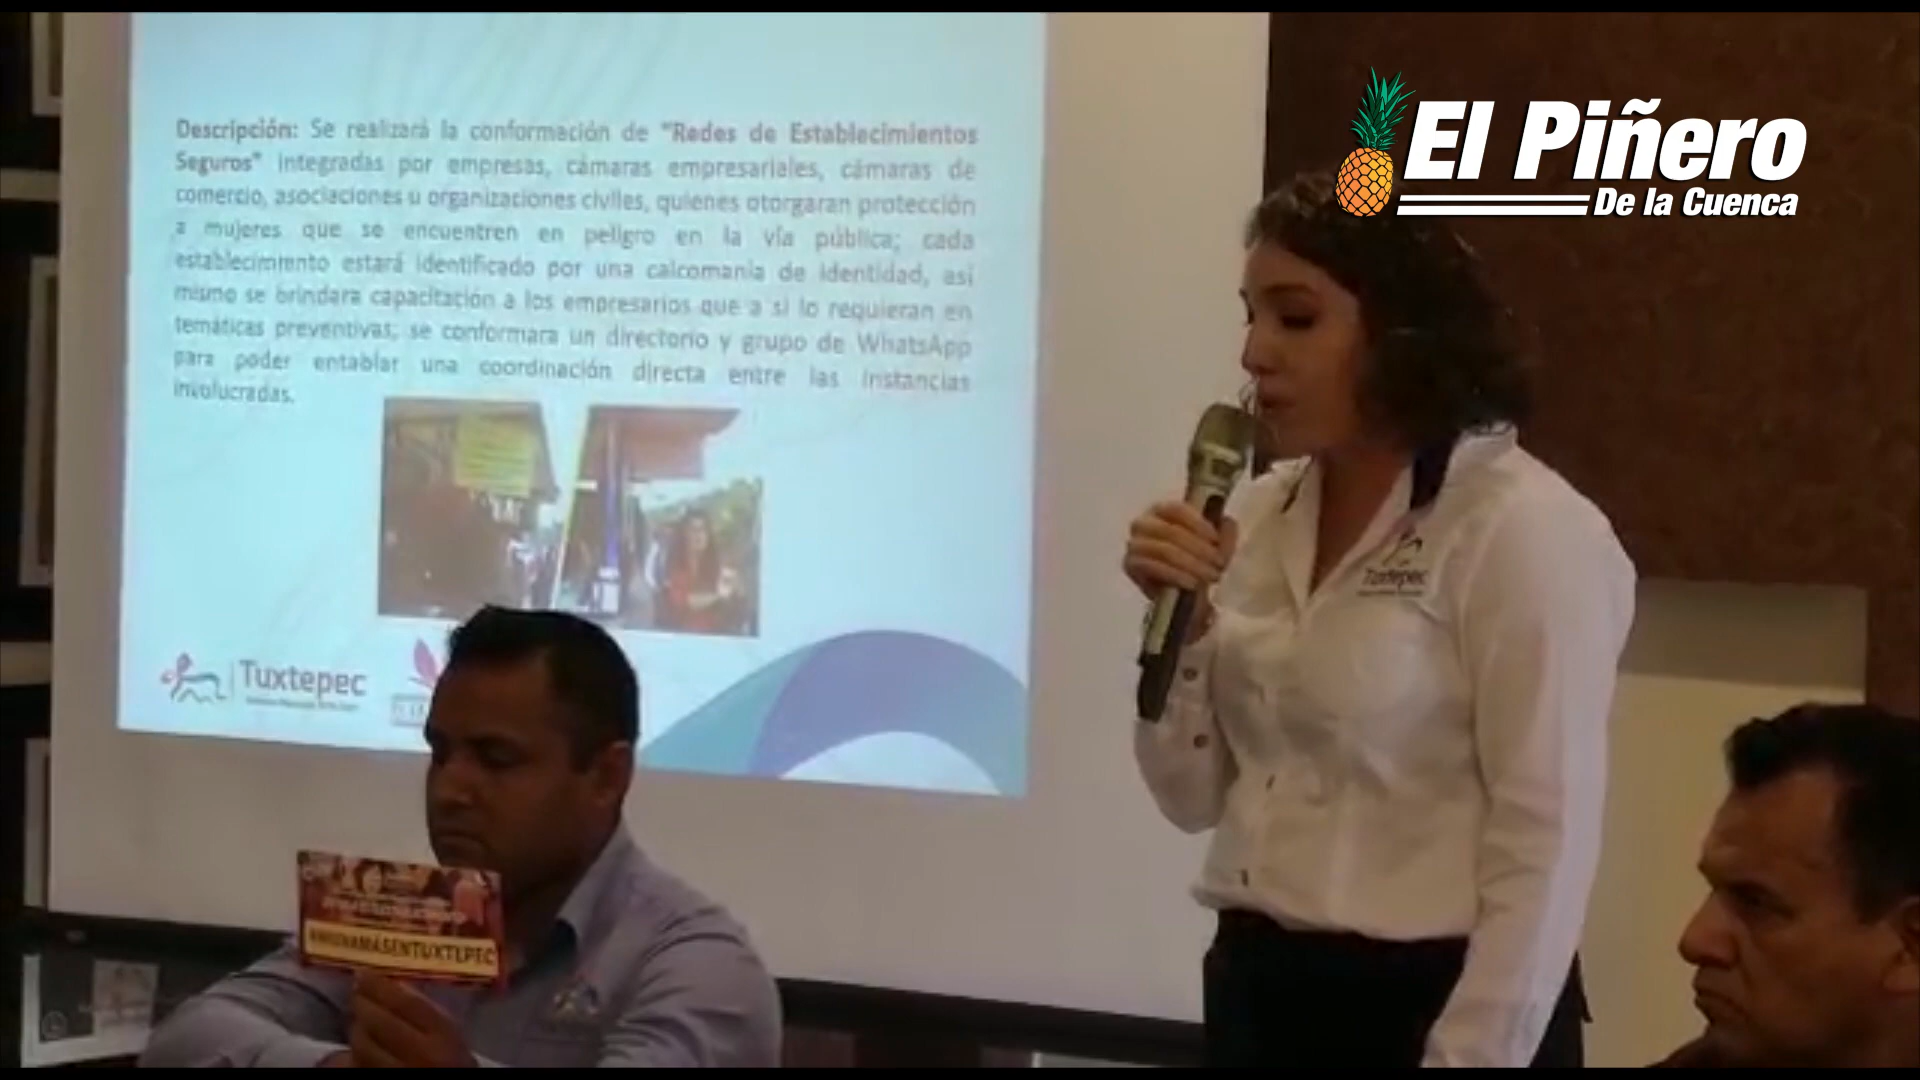 El Piñero
De la Cuenca
Descripción: Se realizará la conformación de "Redes de Establecimientos
Seguros" integradas por empresas, cámaras empresariales, cámaras de
comercio, asociaciones u organizaciones civiles, quienes otorgaran protección
a mujeres que se encuentren en peligro en la vía pública; cada
establecimiento estará identificado por una calcomanía de identidad, así
mismo se brindara capacitación a los empresarios que a si lo requieran en
temáticas preventivas; se conformara un directorio y grupo de WhatsApp
para poder entablar una coordinación directa entre las instancias
involucradas.
Tuxtepec
Tuxtepec
#NIUNAMÁSENTUXTEPEC